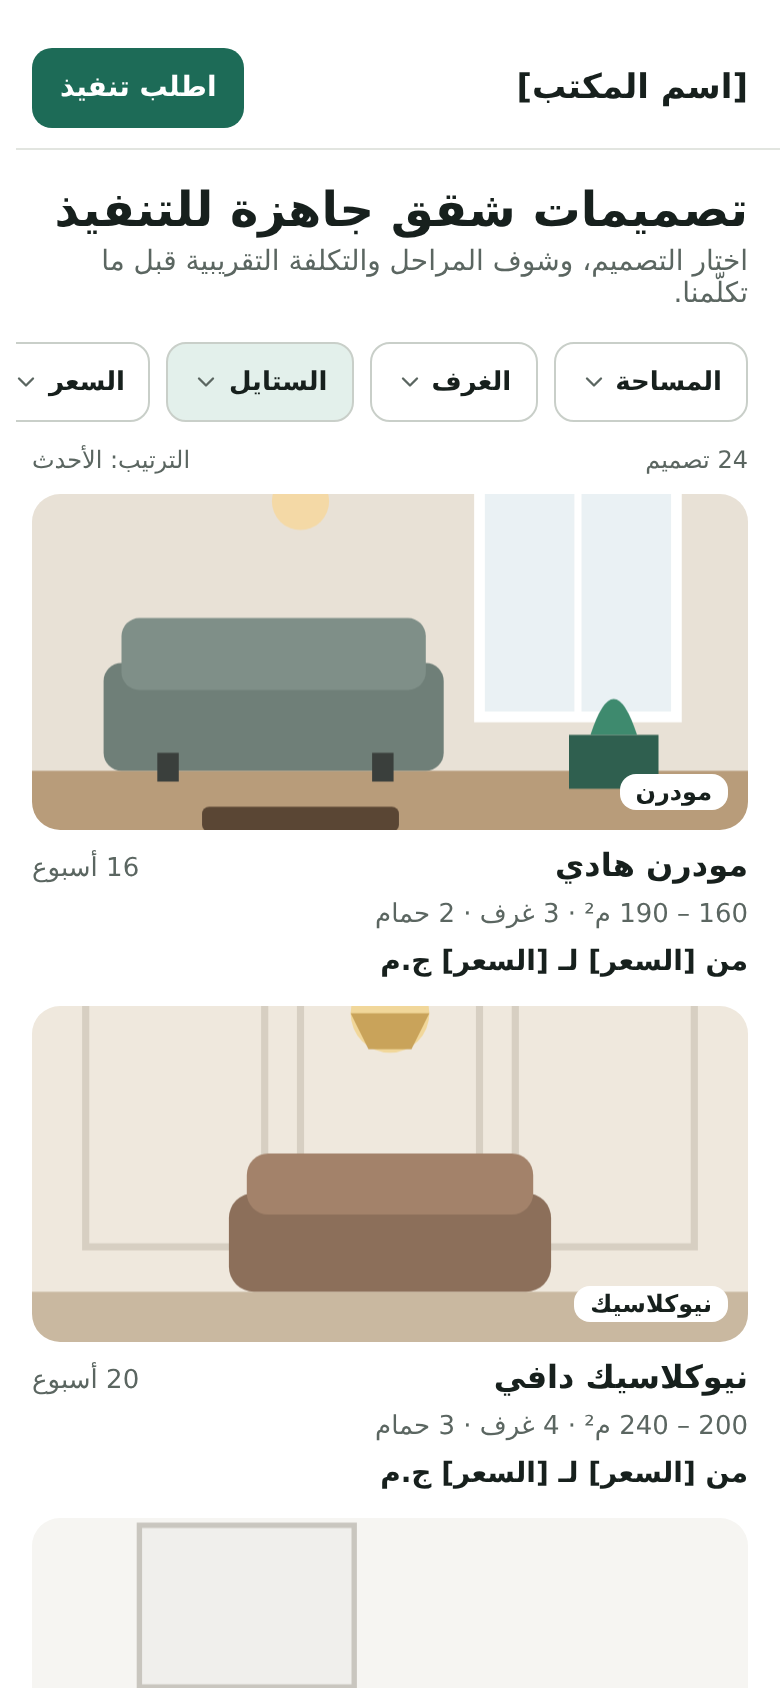 [اسم المكتب]
اطلب تنفيذ
تصميمات شقق جاهزة للتنفيذ
اختار التصميم، وشوف المراحل والتكلفة التقريبية قبل ما
تكلّمنا.
المساحة
الغرف
الستايل
السعر
24 تصميم
الترتيب: الأحدث
مودرن
مودرن هادي
16 أسبوع
160 – 190 م² · 3 غرف · 2 حمام
من [السعر] لـ [السعر] ج.م
نيوكلاسيك
نيوكلاسيك دافي
20 أسبوع
200 – 240 م² · 4 غرف · 3 حمام
من [السعر] لـ [السعر] ج.م